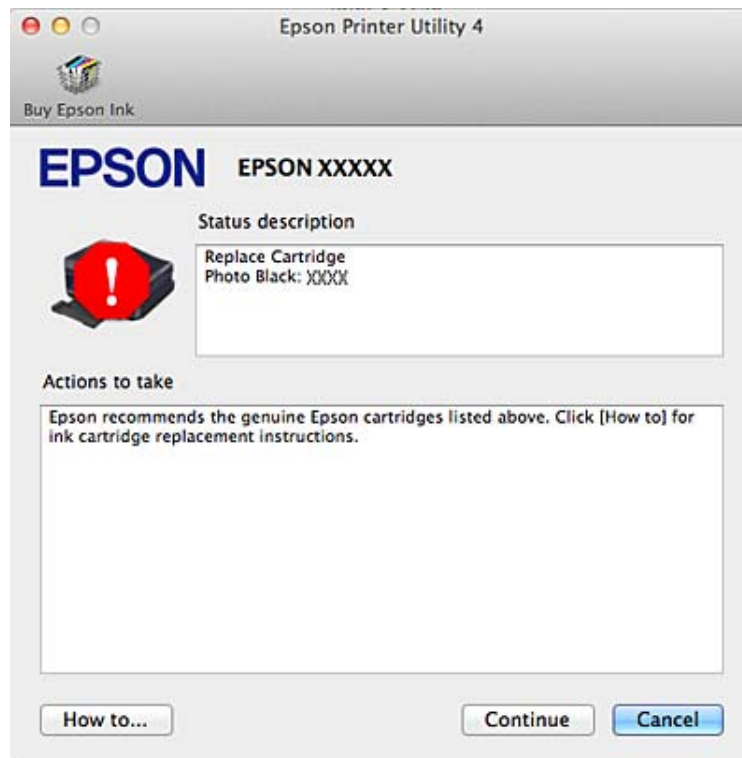 Epson Printer Utility 4
Buy Epson Ink
EPSON EPSON XXXXX
Status description
Replace Cartridge
Photo Black: XXXX
!
Actions to take
Epson recommends the genuine Epson cartridges listed above. Click [How to] for
ink cartridge replacement instructions.
How to... Continue Cancel